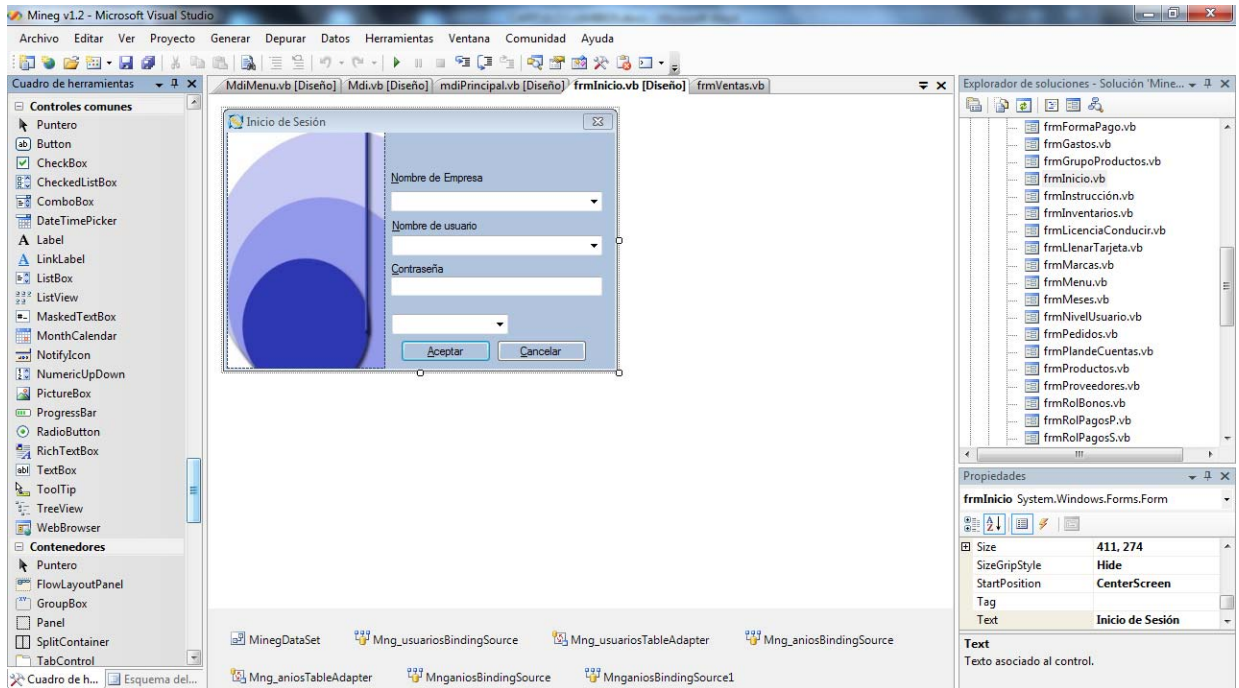 Mineg v1.2 - Microsoft Visual Studio
Archivo Editar Ver Proyecto Generar Depurar Datos Herramientas Ventana Comunidad Ayuda
Cuadro de herramientas
Controles comunes
Puntero
Button
CheckBox
CheckedListBox
ComboBox
DateTimePicker
Label
LinkLabel
ListBox
ListView
MaskedTextBox
MonthCalendar
NotifyIcon
NumericUpDown
PictureBox
ProgressBar
RadioButton
RichTextBox
TextBox
ToolTip
TreeView
WebBrowser
Contenedores
Puntero
FlowLayoutPanel
GroupBox
Panel
SplitContainer
TabControl
Cuadro de h... Esquema del...
MdiMenu.vb [Diseño] Mdi.vb [Diseño] mdiPrincipal.vb [Diseño] frmInicio.vb [Diseño] frmVentas.vb
Inicio de Sesión
Nombre de Empresa
Nombre de usuario
Contraseña
Aceptar Cancelar
MinegDataSet Mng_usuariosBindingSource Mng_usuariosTableAdapter Mng_aniosBindingSource
Mng_aniosTableAdapter MnganiosBindingSource MnganiosBindingSource1
Explorador de soluciones - Solución 'Mine...
frmFormaPago.vb
frmGastos.vb
frmGrupoProductos.vb
frmInicio.vb
frmInstrucción.vb
frmInventarios.vb
frmLicenciaConducir.vb
frmLlenarTarjeta.vb
frmMarcas.vb
frmMenu.vb
frmMeses.vb
frmNivelUsuario.vb
frmPedidos.vb
frmPlandeCuentas.vb
frmProductos.vb
frmProveedores.vb
frmRolBonos.vb
frmRolPagosP.vb
frmRolPagosS.vb
Propiedades
frmInicio System.Windows.Forms.Form
Size 411, 274
SizeGripStyle Hide
StartPosition CenterScreen
Tag
Text Inicio de Sesión
Text
Texto asociado al control.